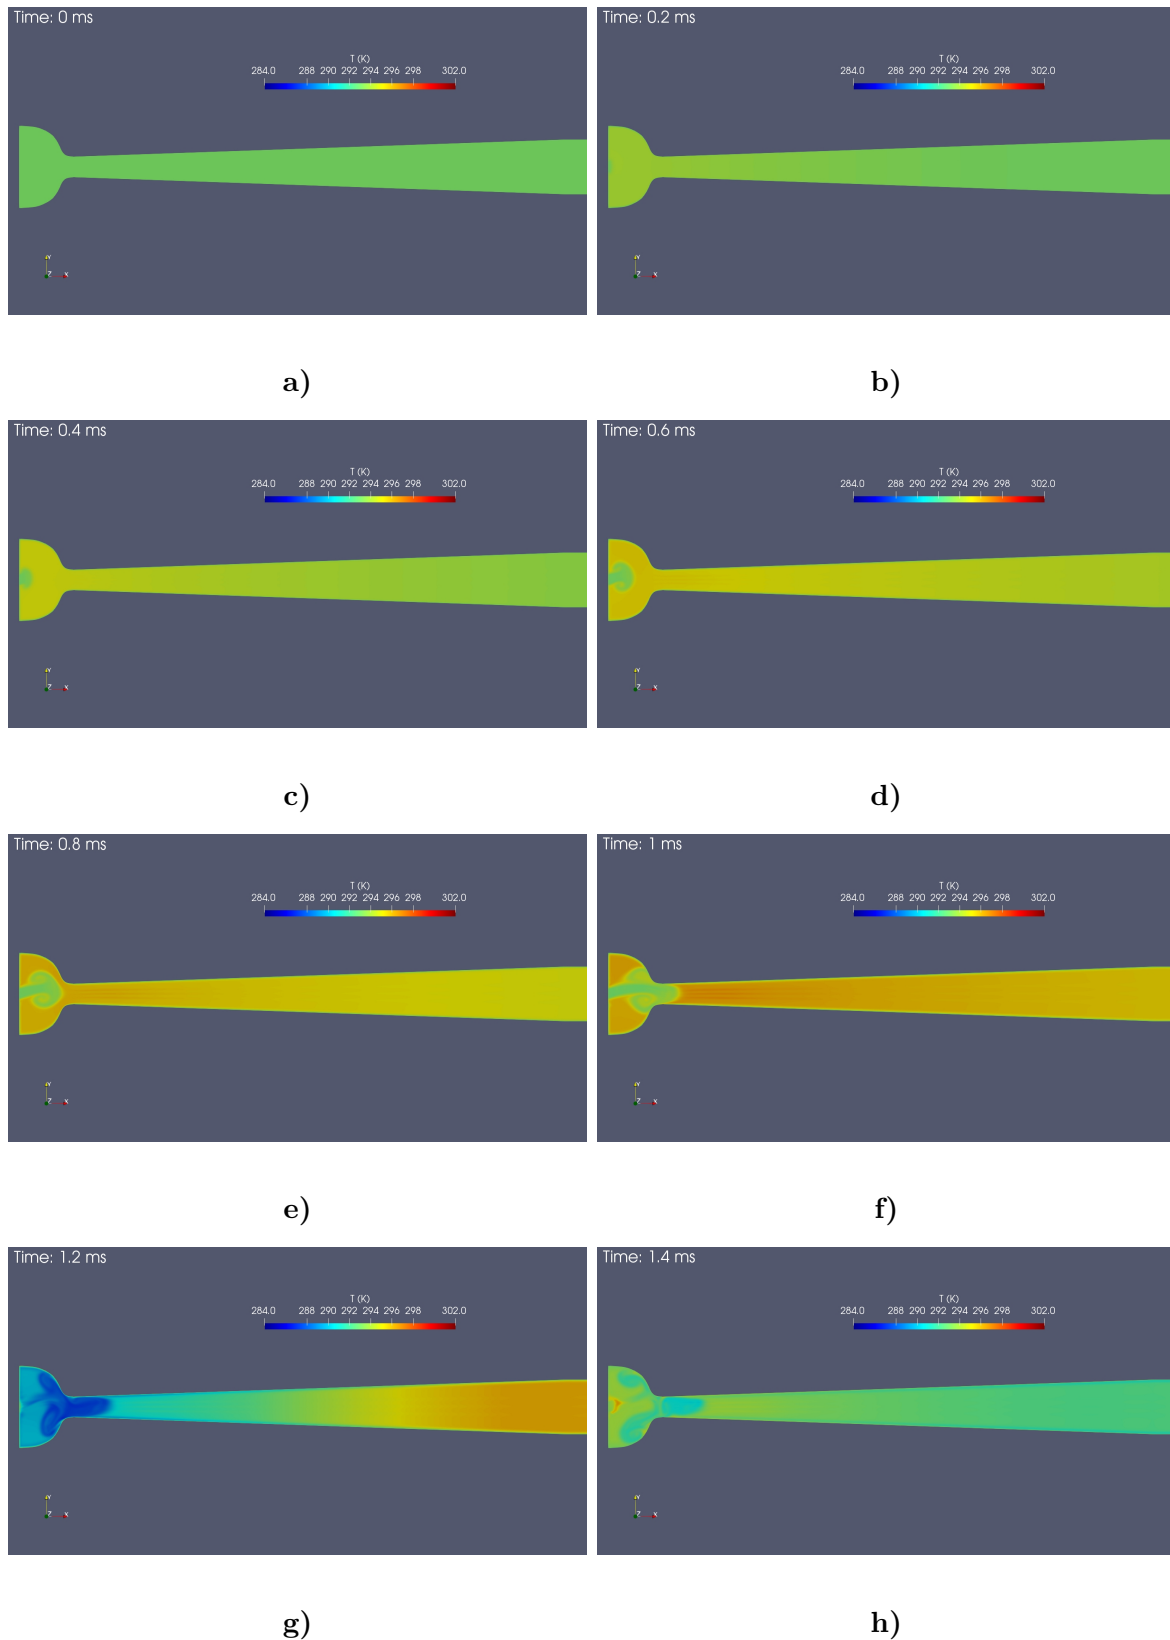 Time: 0 ms
T (K)
284.0 288 290 292 294 296 298 302.0
Y
Z X
a)
Time: 0.2 ms
T (K)
284.0 288 290 292 294 296 298 302.0
Y
Z X
b)
Time: 0.4 ms
T (K)
284.0 288 290 292 294 296 298 302.0
Y
Z X
c)
Time: 0.6 ms
T (K)
284.0 288 290 292 294 296 298 302.0
Y
Z X
d)
Time: 0.8 ms
T (K)
284.0 288 290 292 294 296 298 302.0
Y
Z X
e)
Time: 1 ms
T (K)
284.0 288 290 292 294 296 298 302.0
Y
Z X
f)
Time: 1.2 ms
T (K)
284.0 288 290 292 294 296 298 302.0
Y
Z X
g)
Time: 1.4 ms
T (K)
284.0 288 290 292 294 296 298 302.0
Y
Z X
h)